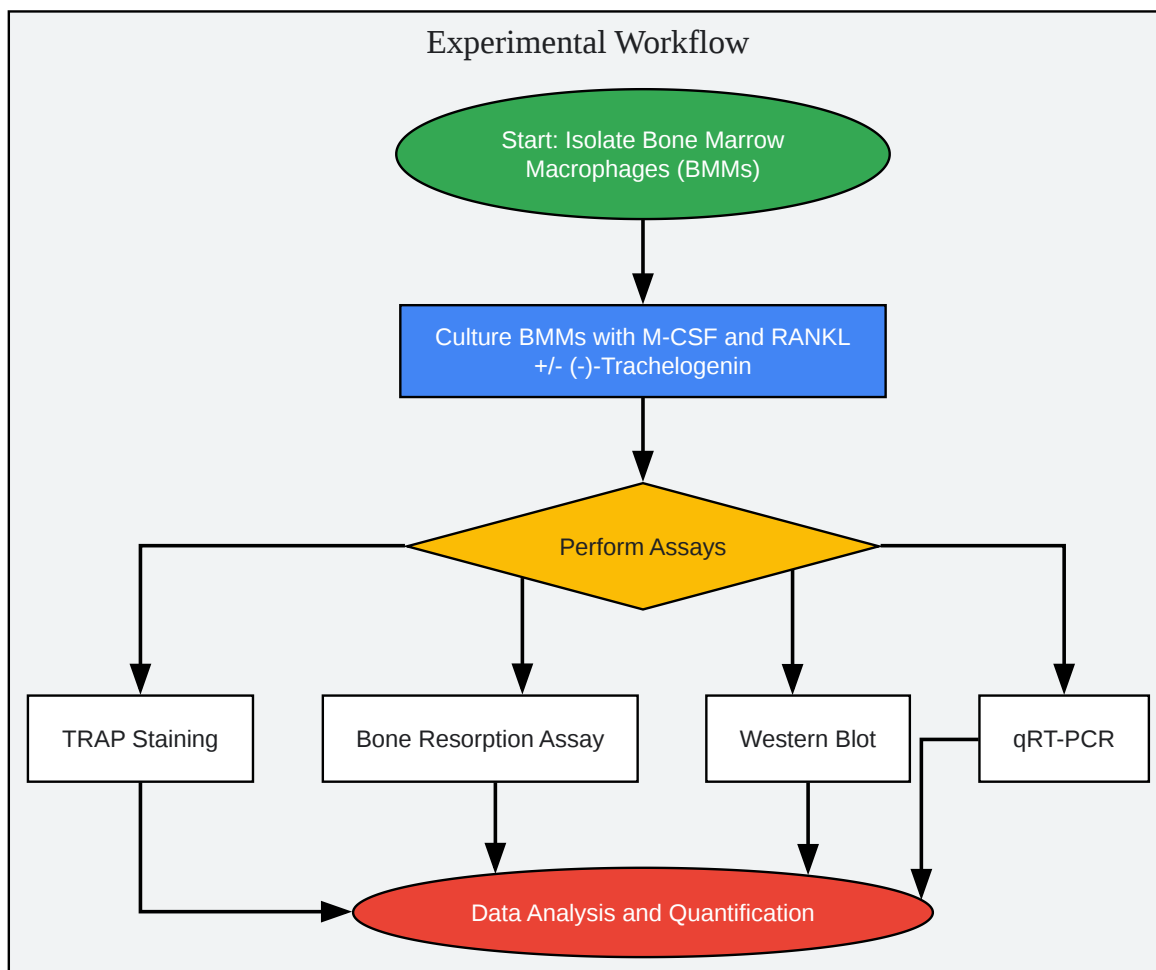 Experimental Workflow
Start: Isolate Bone Marrow
Macrophages (BMMs)
Culture BMMs with M-CSF and RANKL
+/- (-)-Trachelogenin
Perform Assays
TRAP Staining
Bone Resorption Assay
Western Blot
qRT-PCR
Data Analysis and Quantification